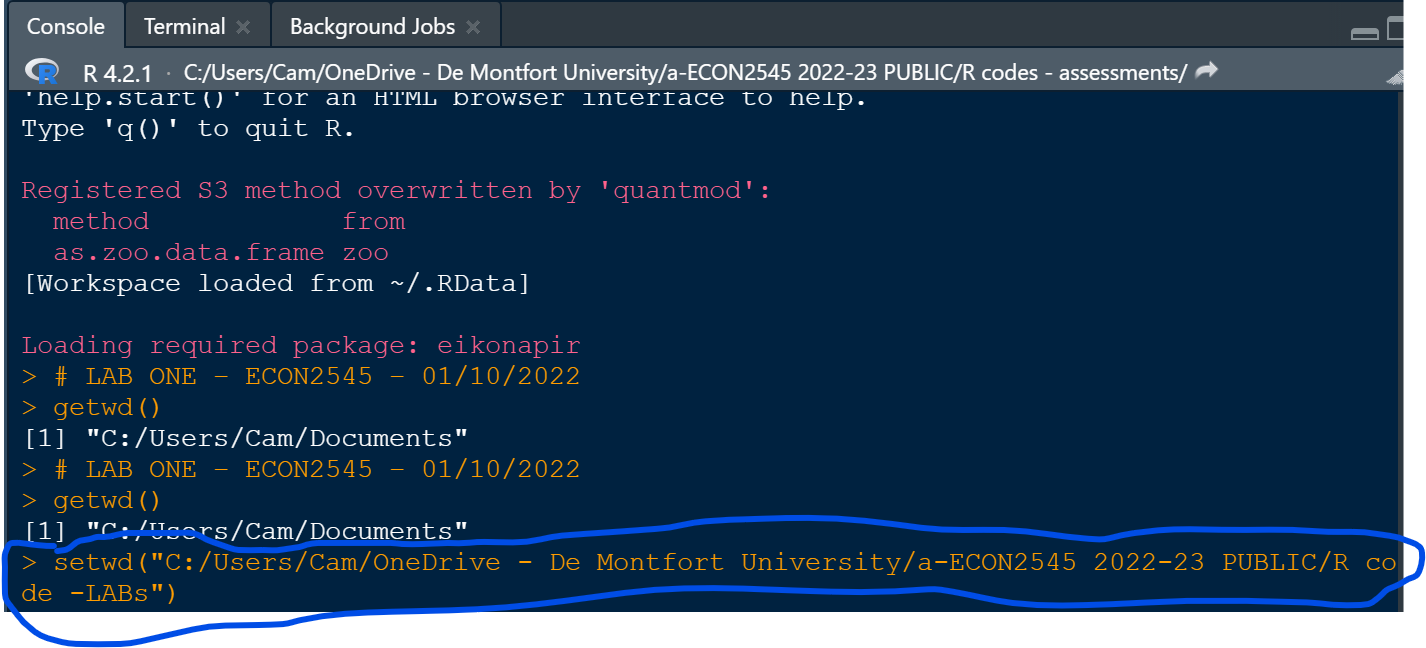 Console Terminal Background Jobs
R R 4.2.1 · C:/Users/Cam/OneDrive - De Montfort University/a-ECON2545 2022-23 PUBLIC/R codes - assessments/
'help.start()' for an HTML browser interface to help.
Type 'q()' to quit R.
Registered S3 method overwritten by 'quantmod':
method from
as.zoo.data.frame zoo
[Workspace loaded from ~/.RData]
Loading required package: eikonapir
> # LAB ONE – ECON2545 – 01/10/2022
> getwd()
[1] "C:/Users/Cam/Documents"
> # LAB ONE – ECON2545 – 01/10/2022
> getwd()
[1] "C:/Users/Cam/Documents"
> setwd("C:/Users/Cam/OneDrive - De Montfort University/a-ECON2545 2022-23 PUBLIC/R co
de -LABs")